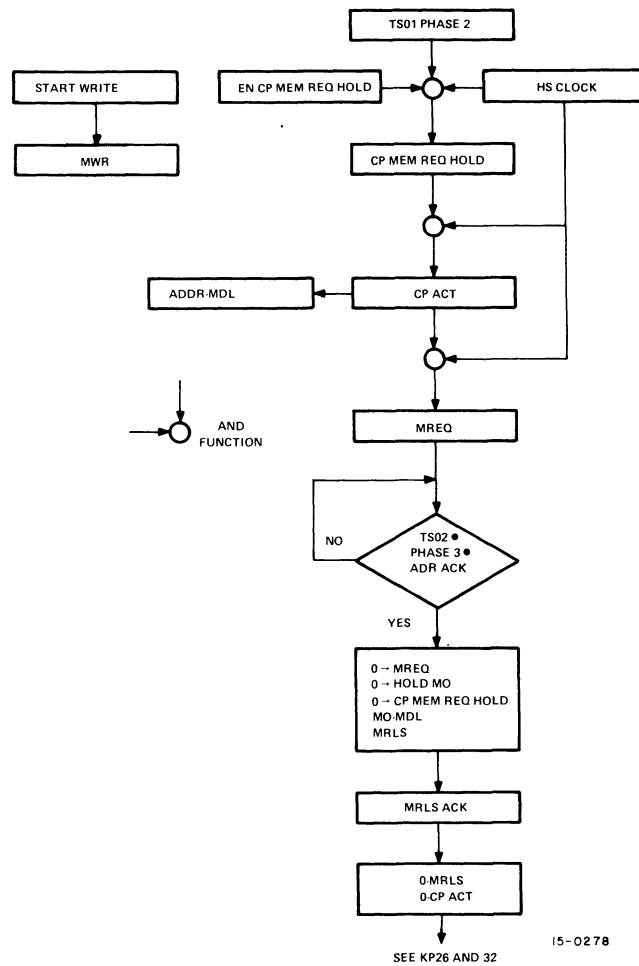 TS01 PHASE 2
START WRITE
EN CP MEM REQ HOLD
HS CLOCK
MWR
CP MEM REQ HOLD
ADDR-MDL
CP ACT
AND
FUNCTION
MREQ
NO
TS02 ●
PHASE 3 ●
ADR ACK
YES
0 → MREQ
0 → HOLD MO
0 → CP MEM REQ HOLD
MO-MDL
MRLS
MRLS ACK
0-MRLS
0-CP ACT
15-0278
SEE KP26 AND 32